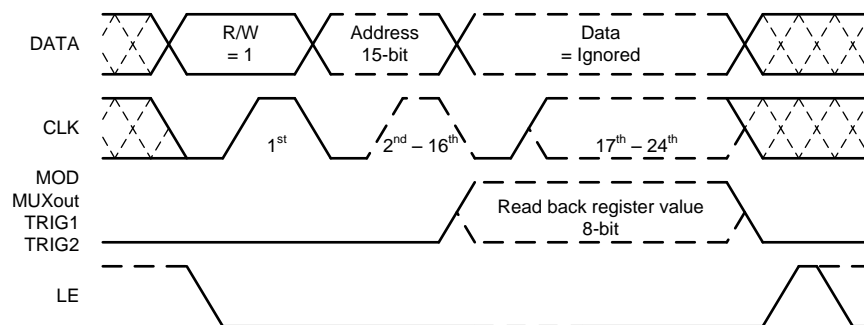 DATA
R/W
= 1
Address
15-bit
Data
= Ignored
CLK
1st
2nd – 16th
17th – 24th
MOD
MUXout
TRIG1
TRIG2
Read back register value
8-bit
LE